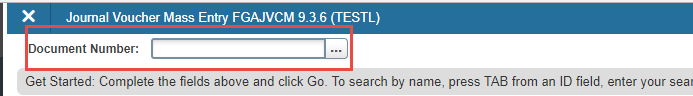 Journal Voucher Mass Entry FGAJVCM 9.3.6 (TESTL)
Document Number:
...
Get Started: Complete the fields above and click Go. To search by name, press TAB from an ID field, enter your